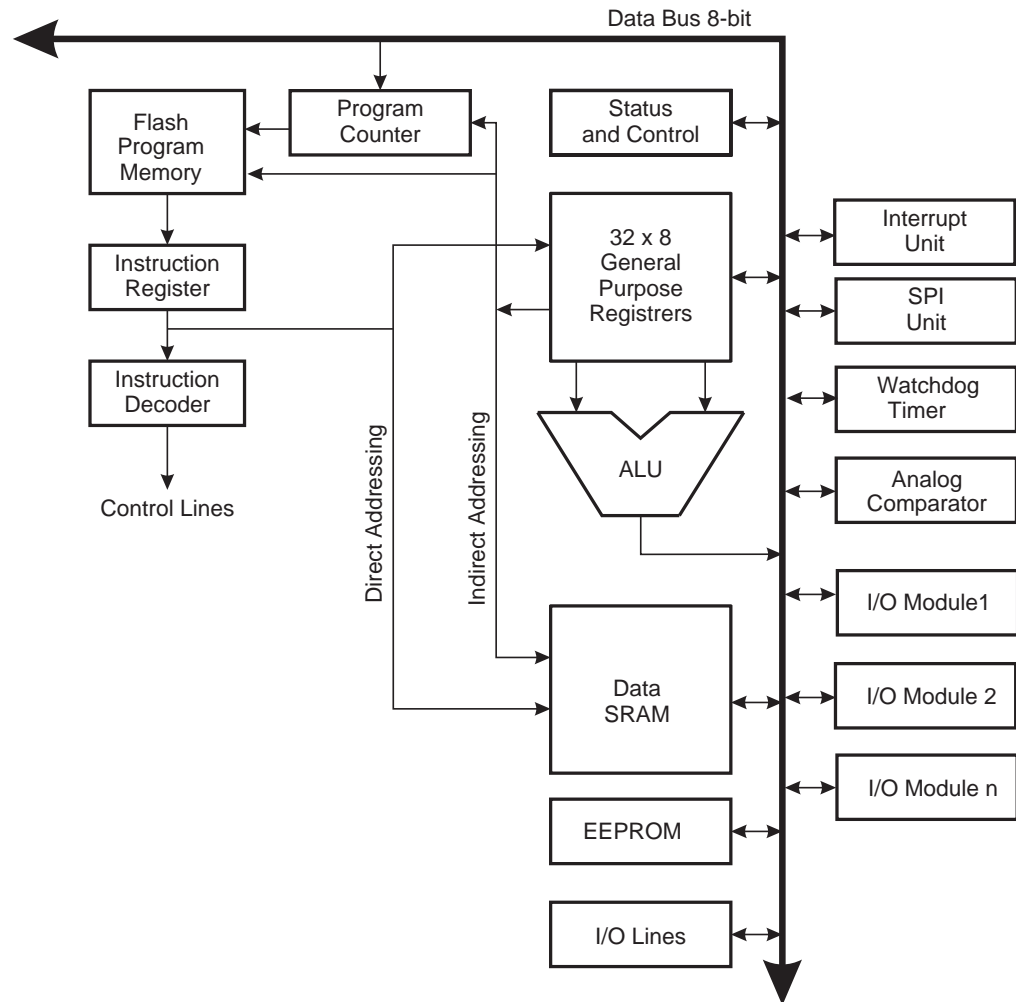 Data Bus 8-bit
Flash
Program
Memory
Program
Counter
Status
and Control
32 x 8
General
Purpose
Registrers
Interrupt
Unit
Instruction
Register
SPI
Unit
Instruction
Decoder
Watchdog
Timer
Direct Addressing
Indirect Addressing
ALU
Analog
Comparator
Control Lines
I/O Module1
Data
SRAM
I/O Module 2
I/O Module n
EEPROM
I/O Lines